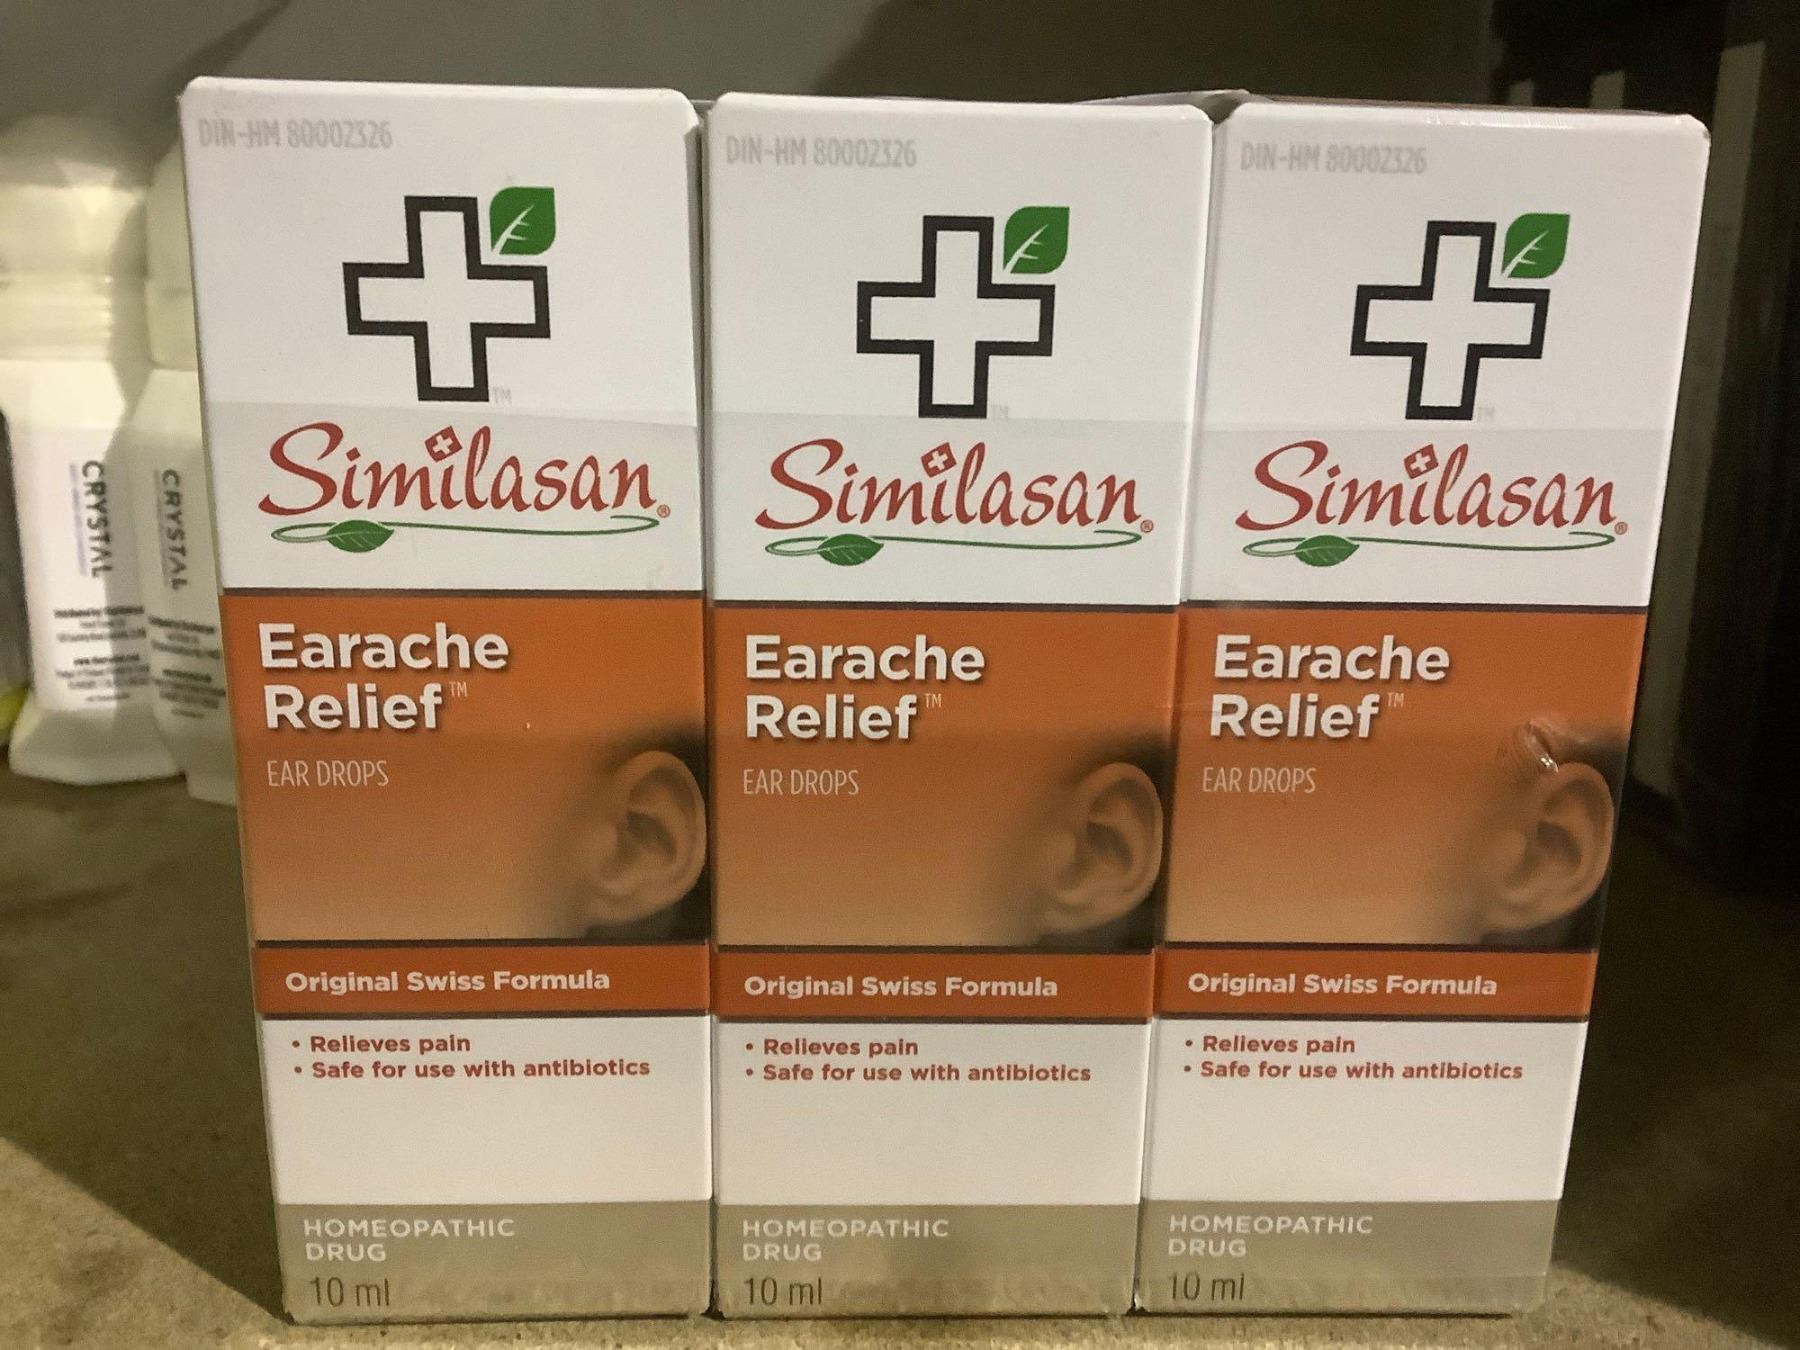 DIN-HM 80002326
TM
Similasan®
Earache
Relief™
EAR DROPS
Original Swiss Formula
• Relieves pain
• Safe for use with antibiotics
HOMEOPATHIC
DRUG
10 ml
DIN-HM 80002326
TM
Similasan®
Earache
Relief™
EAR DROPS
Original Swiss Formula
• Relieves pain
• Safe for use with antibiotics
HOMEOPATHIC
DRUG
10 ml
DIN-HM 80002326
TM
Similasan®
Earache
Relief™
EAR DROPS
Original Swiss Formula
• Relieves pain
• Safe for use with antibiotics
HOMEOPATHIC
DRUG
10 ml
CRYSTAL
CRYSTAL